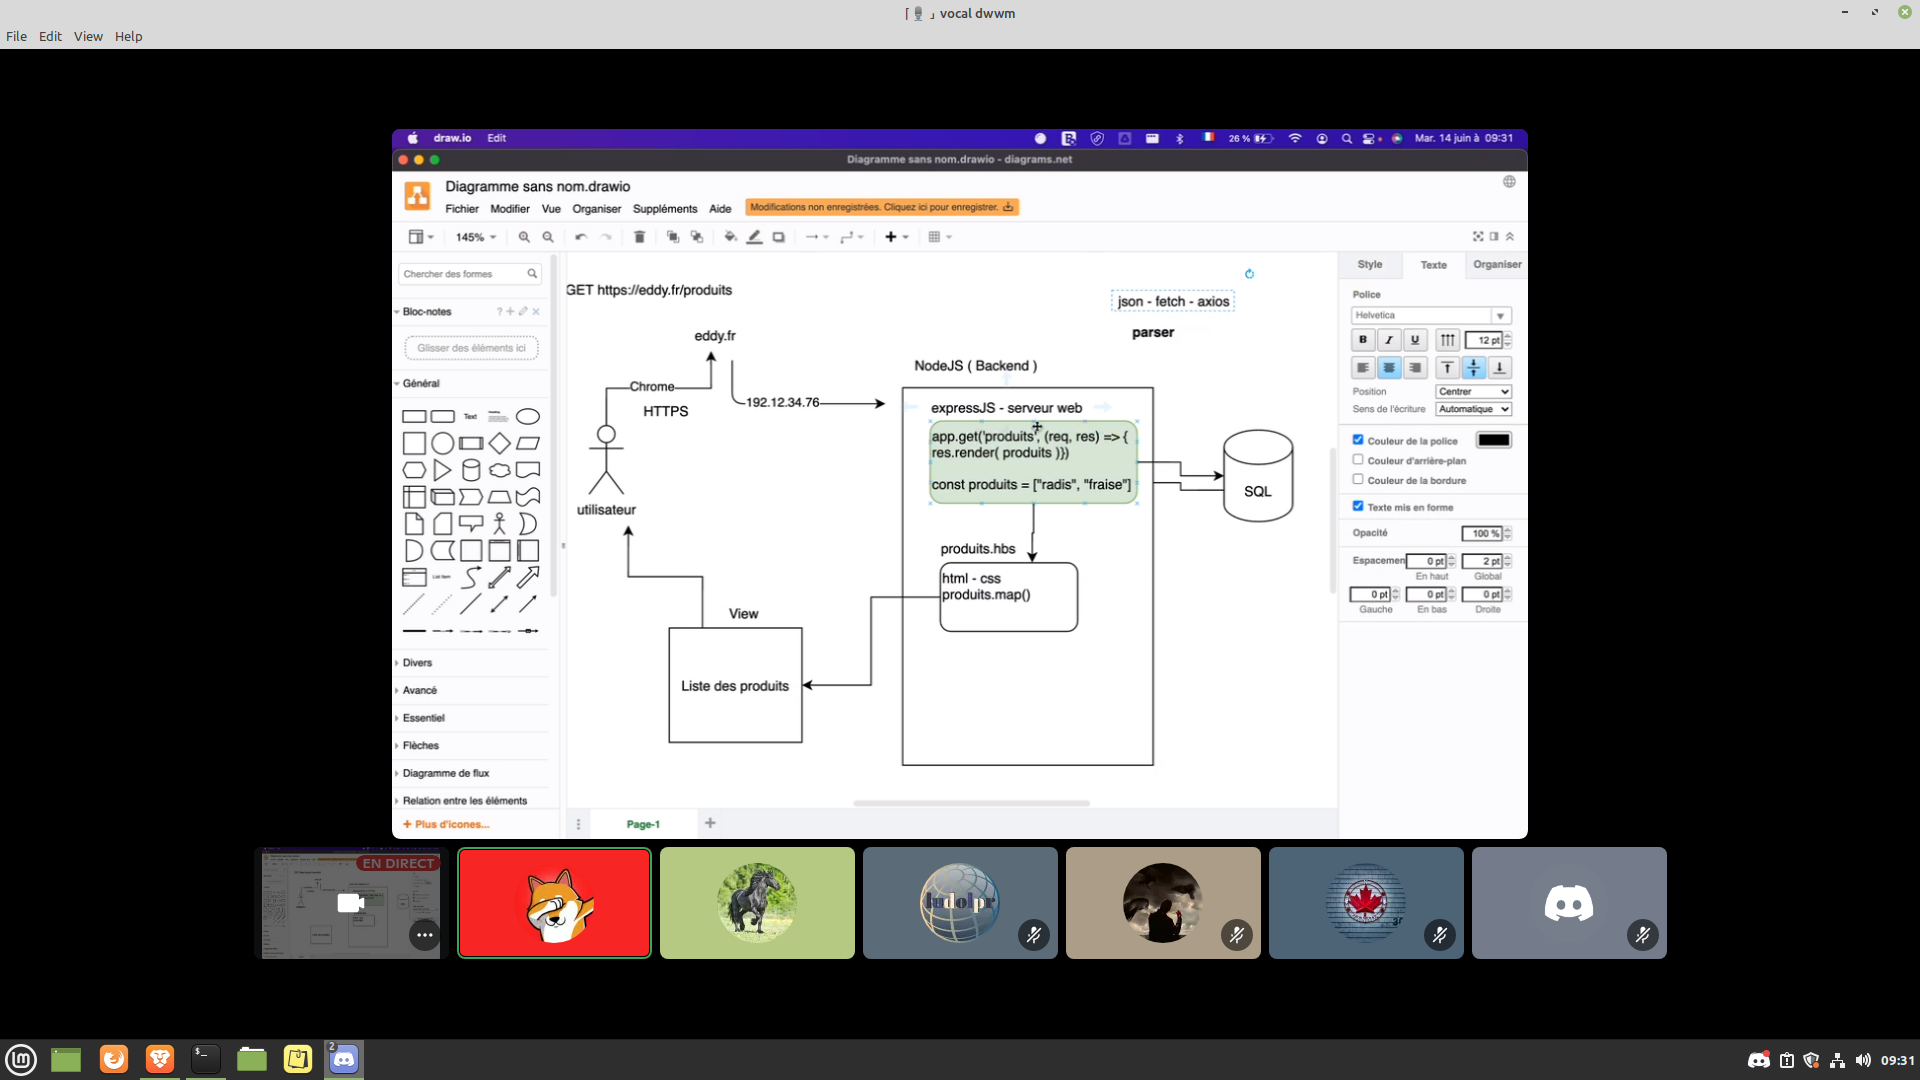 vocal dwwm
File Edit View Help
draw.io Edit
26 % Mar. 14 juin à 09:31
Diagramme sans nom.drawio - diagrams.net
Diagramme sans nom.drawio
Fichier Modifier Vue Organiser Suppléments Aide Modifications non enregistrées. Cliquez ici pour enregistrer.
145%
Chercher des formes
Bloc-notes
Glisser des éléments ici
Général
Text
List Item
Divers
Avancé
Essentiel
Flèches
Diagramme de flux
Relation entre les éléments
+ Plus d'icones...
GET https://eddy.fr/produits
eddy.fr
Chrome
HTTPS
192.12.34.76
utilisateur
View
Liste des produits
json - fetch - axios
parser
NodeJS ( Backend )
expressJS - serveur web
app.get('produits', (req, res) => {
res.render( produits )})
const produits = ["radis", "fraise"]
SQL
produits.hbs
html - css
produits.map()
Page-1
Style Texte Organiser
Police
Helvetica
B I U 12 pt
Position Centrer
Sens de l'écriture Automatique
Couleur de la police
Couleur d'arrière-plan
Couleur de la bordure
Texte mis en forme
Opacité 100 %
Espacemen 0 pt 2 pt
En haut Global
0 pt 0 pt 0 pt
Gauche En bas Droite
EN DIRECT
ludolpr
2
09:31